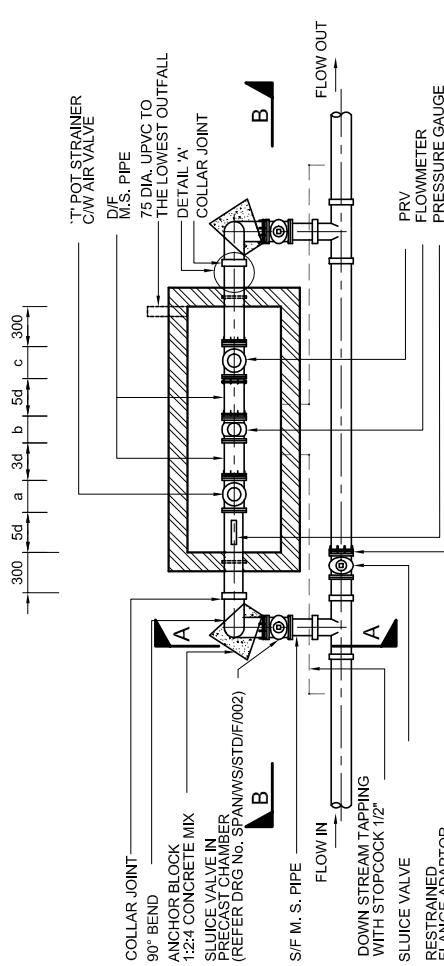 300 5d a 3d b 5d c 300
'T' POT STRAINER
C/W AIR VALVE
D/F
M.S. PIPE
75 DIA. UPVC TO
THE LOWEST OUTFALL
DETAIL 'A'
COLLAR JOINT
B
FLOW OUT
PRV
FLOWMETER
PRESSURE GAUGE
COLLAR JOINT
90° BEND
ANCHOR BLOCK
1:2:4 CONCRETE MIX
SLUICE VALVE IN
PRECAST CHAMBER
(REFER DRG No. SPAN/WS/STD/F/002)
A
A
B
S/F M. S. PIPE
FLOW IN
DOWN STREAM TAPPING
WITH STOPCOCK 1/2"
SLUICE VALVE
RESTRAINED
FLANGE ADAPTOR